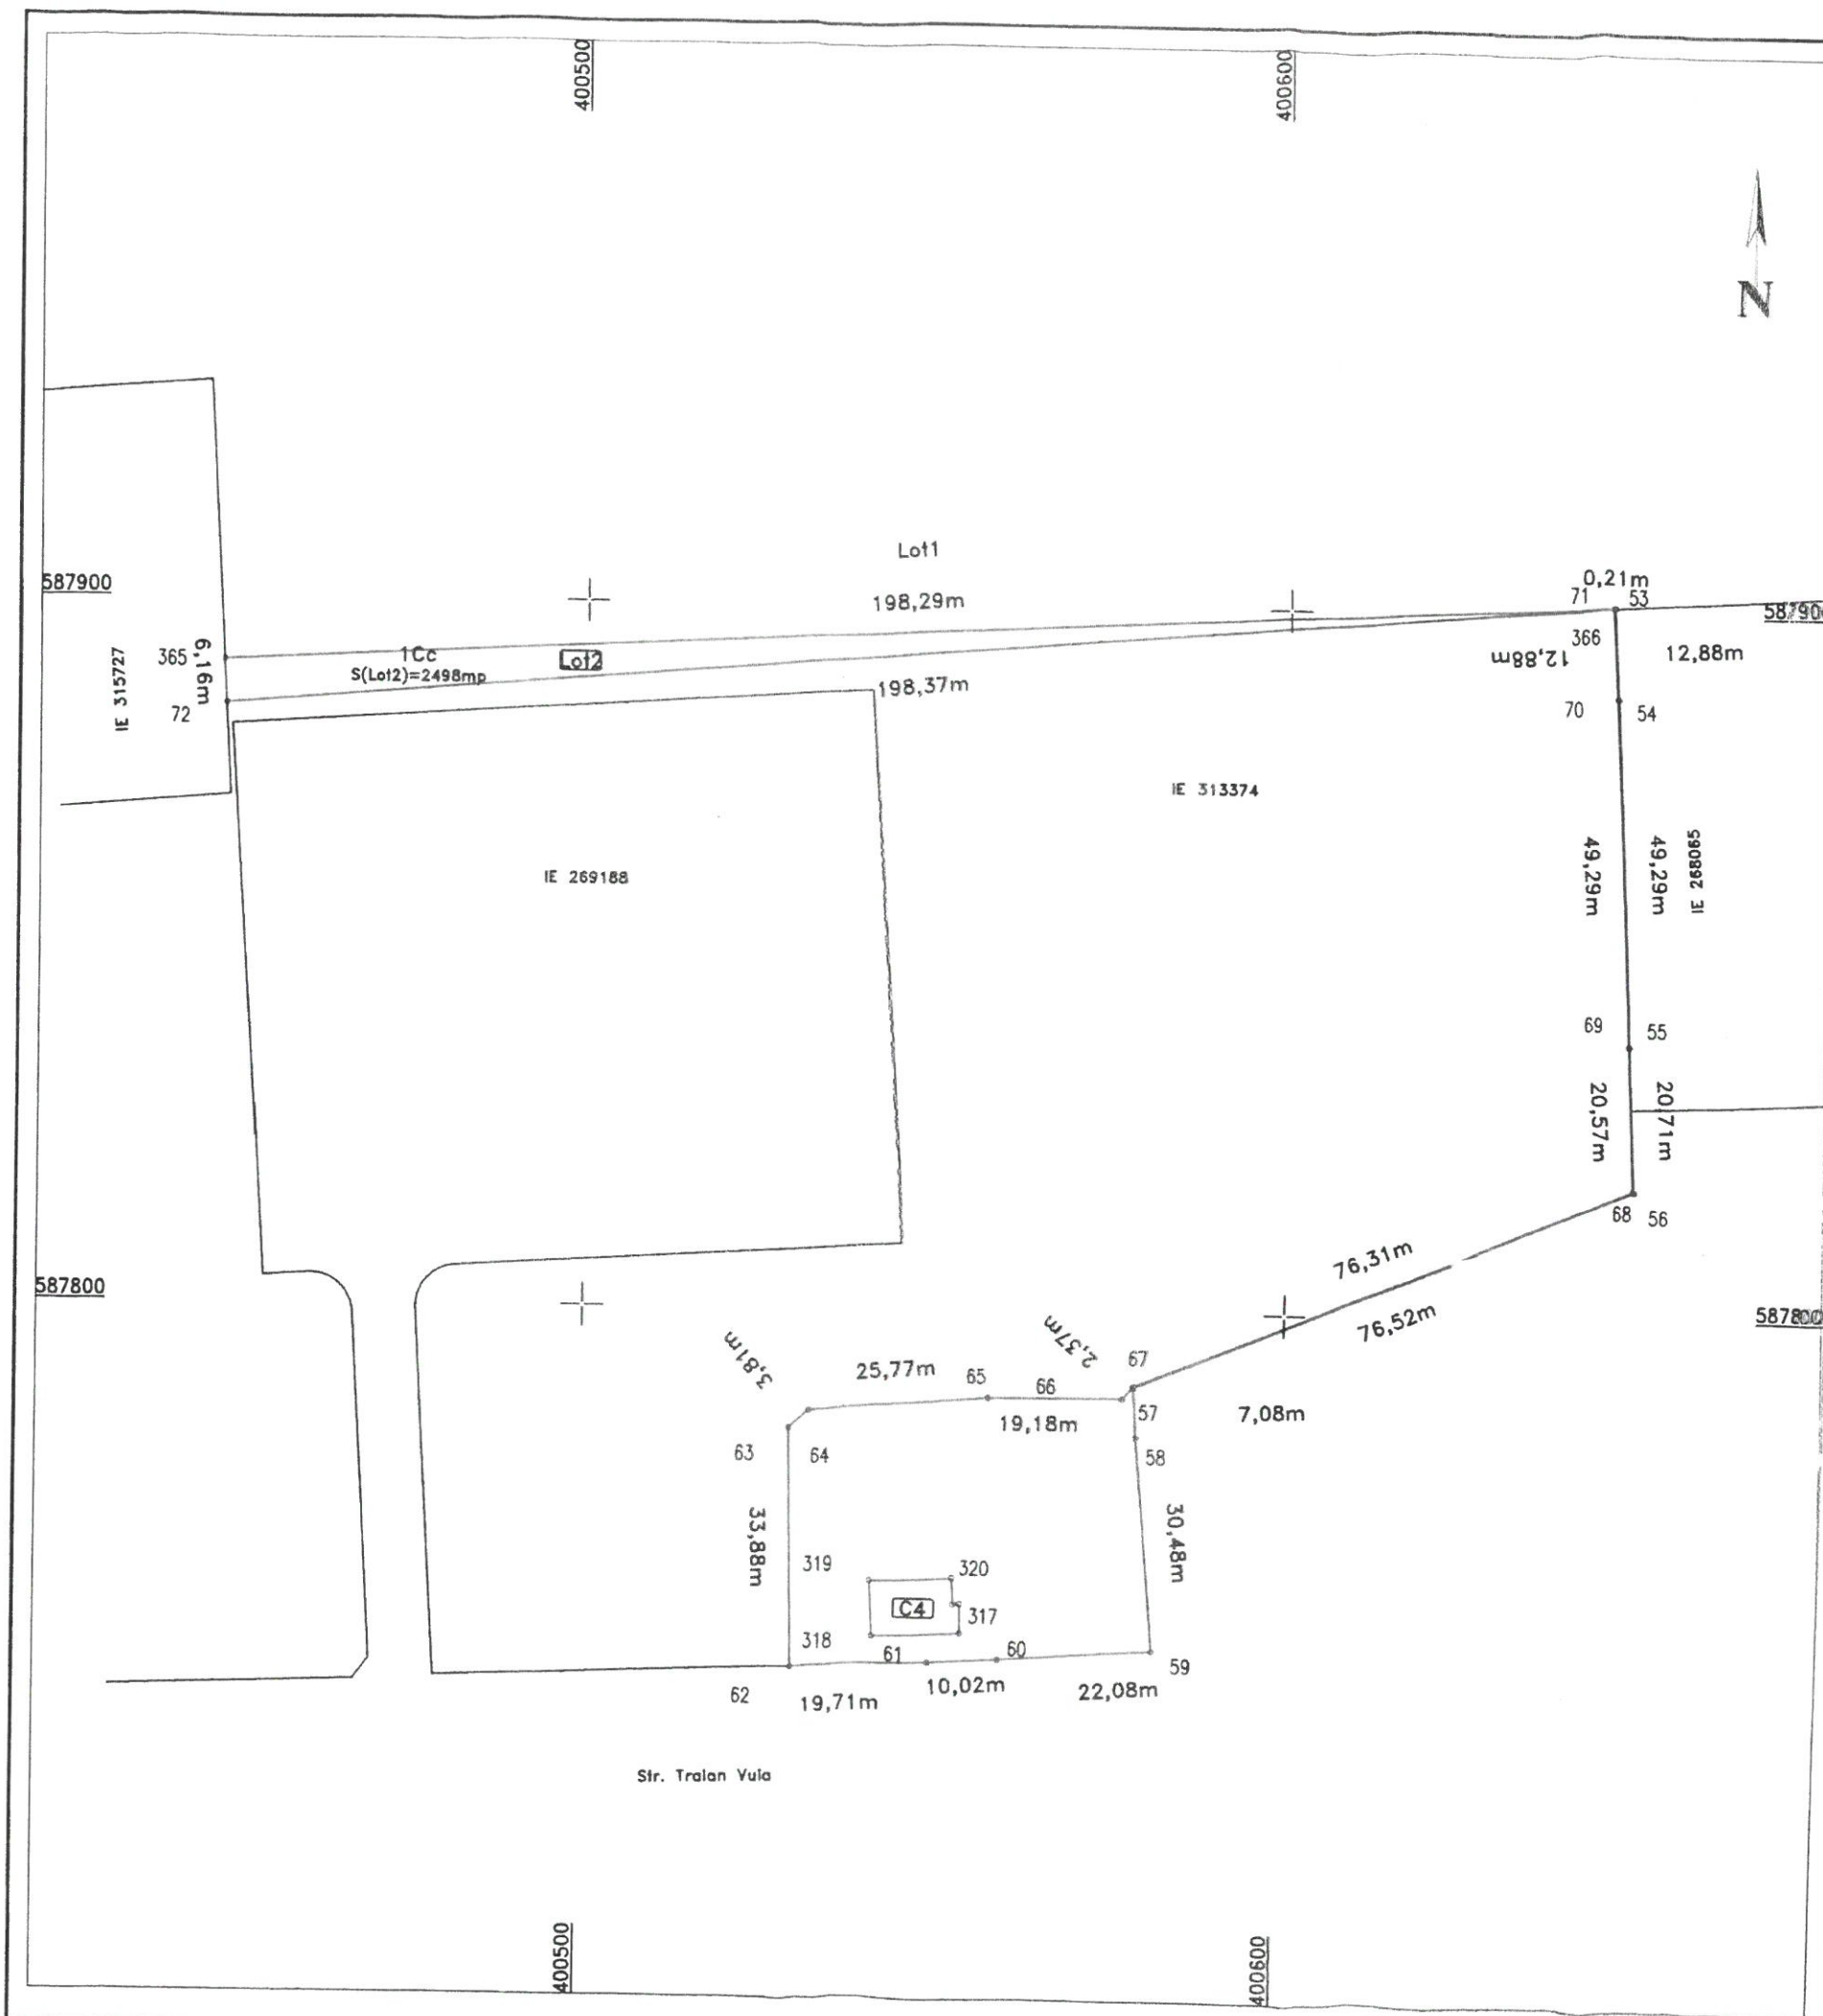 400500
400600
N
Lot1
587900
198,29m
0,21m
71
53
58790
366
12,88m
12,88m
IE 315727
365
6,16m
1Cc
Lot2
S(Lot2)=2498mp
198,37m
72
70
54
IE 313374
IE 269188
49,29m
49,29m
IE 268065
69
55
20,57m
20,71m
68
56
76,31m
587800
76,52m
587800
3,81m
25,77m
65
66
2,37m
67
19,18m
57
7,08m
63
64
58
33,88m
30,48m
319
320
C4
317
318
61
60
59
62
19,71m
10,02m
22,08m
Str. Traian Vuia
400500
400600